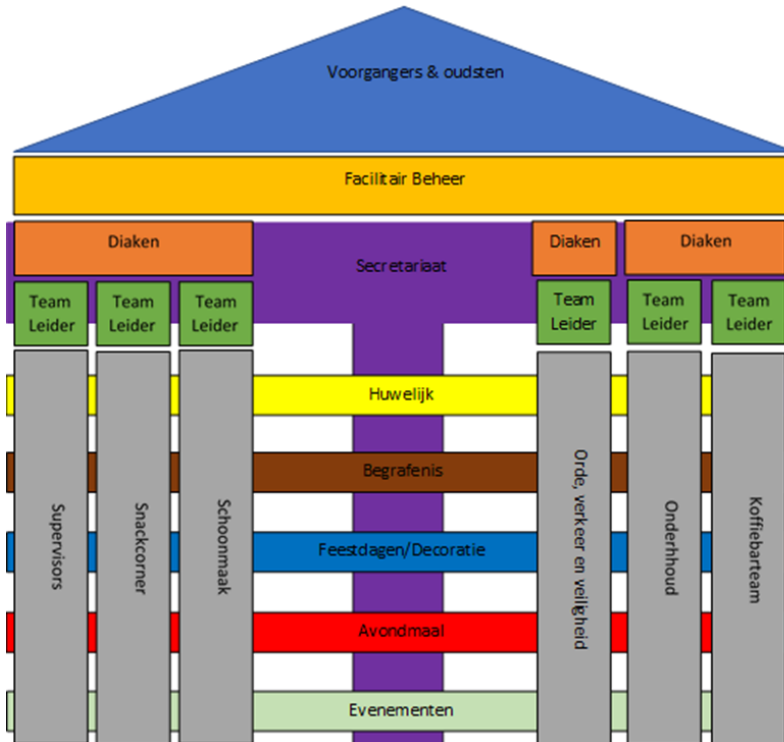 Voorgangers & oudsten
Facilitair Beheer
Diaken
Secretariaat
Diaken
Diaken
Team
Leider
Team
Leider
Team
Leider
Team
Leider
Team
Leider
Team
Leider
Huwelijk
Begrafenis
Feestdagen/Decoratie
Avondmaal
Evenementen
Supervisors
Snackcorner
Schoonmaak
Orde, verkeer en veiligheid
Onderhhoud
Koffiebarteam